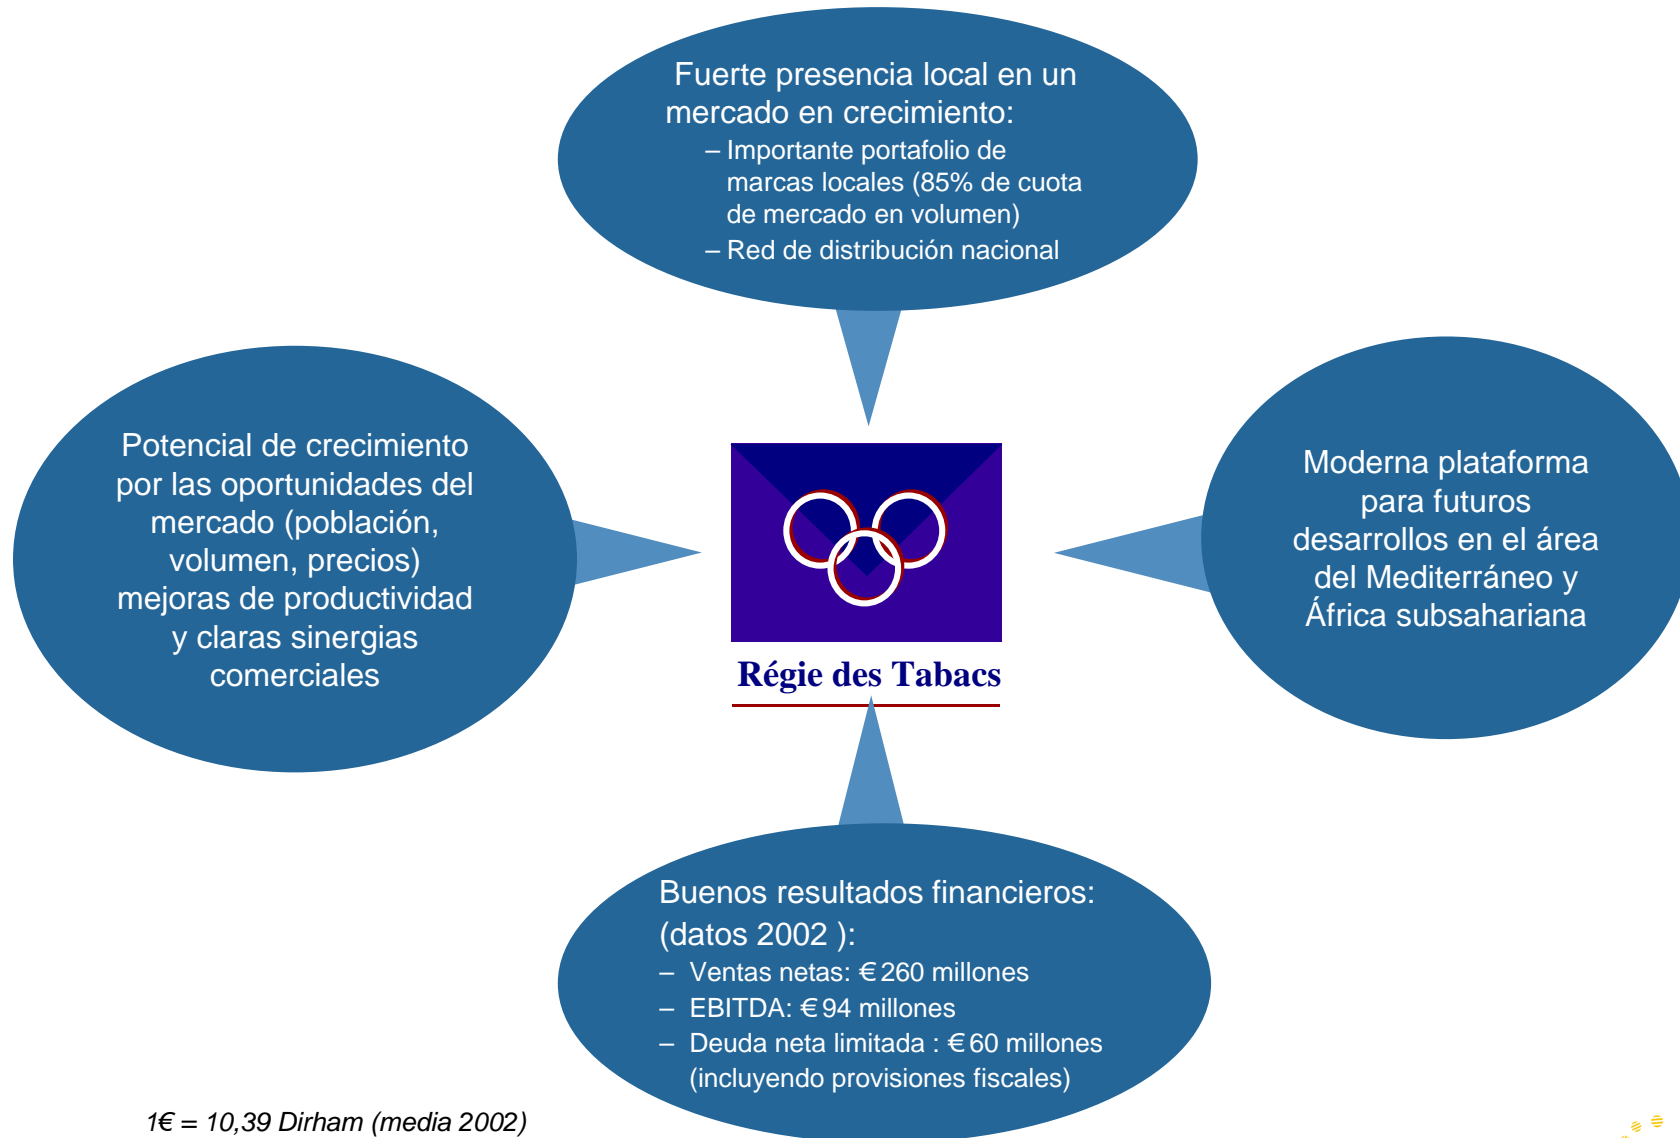 Fuerte presencia local en un
mercado en crecimiento:
– Importante portafolio de
marcas locales (85% de cuota
de mercado en volumen)
– Red de distribución nacional
Potencial de crecimiento
por las oportunidades del
mercado (población,
volumen, precios)
mejoras de productividad
y claras sinergias
comerciales
Régie des Tabacs
Moderna plataforma
para futuros
desarrollos en el área
del Mediterráneo y
África subsahariana
Buenos resultados financieros:
(datos 2002 ):
– Ventas netas: € 260 millones
– EBITDA: € 94 millones
– Deuda neta limitada : € 60 millones
(incluyendo provisiones fiscales)
1€ = 10,39 Dirham (media 2002)